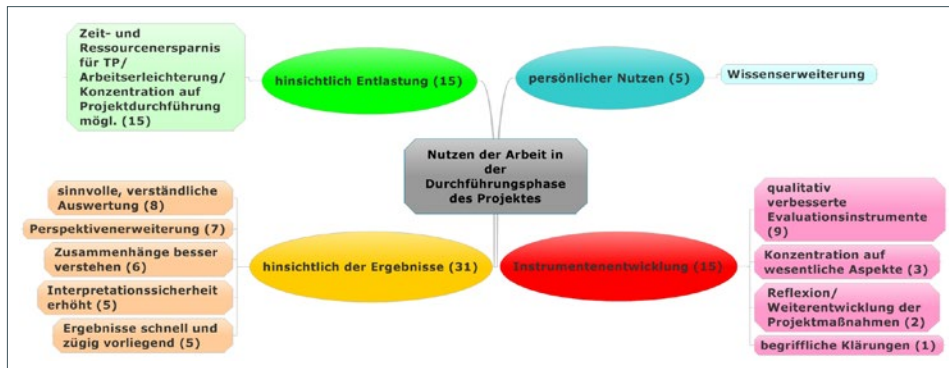 Zeit- und
Ressourcenersparnis
für TP/
Arbeitserleichterung/
Konzentration auf
Projektdurchführung
mögl. (15)
hinsichtlich Entlastung (15)
persönlicher Nutzen (5)
Wissenserweiterung
Nutzen der Arbeit in
der
Durchführungsphase
des Projektes
sinnvolle, verständliche
Auswertung (8)
Perspektivenerweiterung (7)
Zusammenhänge besser
verstehen (6)
Interpretationssicherheit
erhöht (5)
Ergebnisse schnell und
zügig vorliegend (5)
hinsichtlich der Ergebnisse (31)
Instrumentenentwicklung (15)
qualitativ
verbesserte
Evaluationsinstrumente
(9)
Konzentration auf
wesentliche Aspekte (3)
Reflexion/
Weiterentwicklung der
Projektmaßnahmen (2)
begriffliche Klärungen (1)